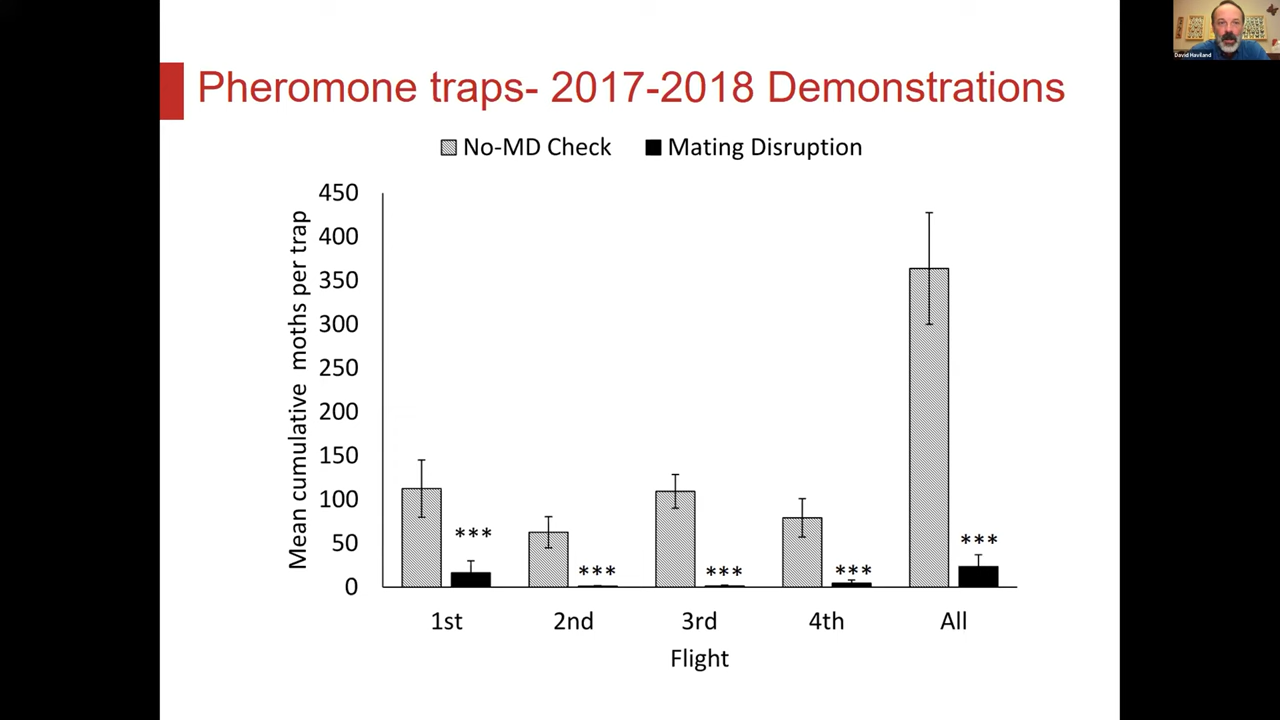 David Haviland
Pheromone traps- 2017-2018 Demonstrations
No-MD Check
Mating Disruption
Mean cumulative moths per trap
450
400
350
300
250
200
150
100
50
0
***
***
***
***
***
1st
2nd
3rd
4th
All
Flight